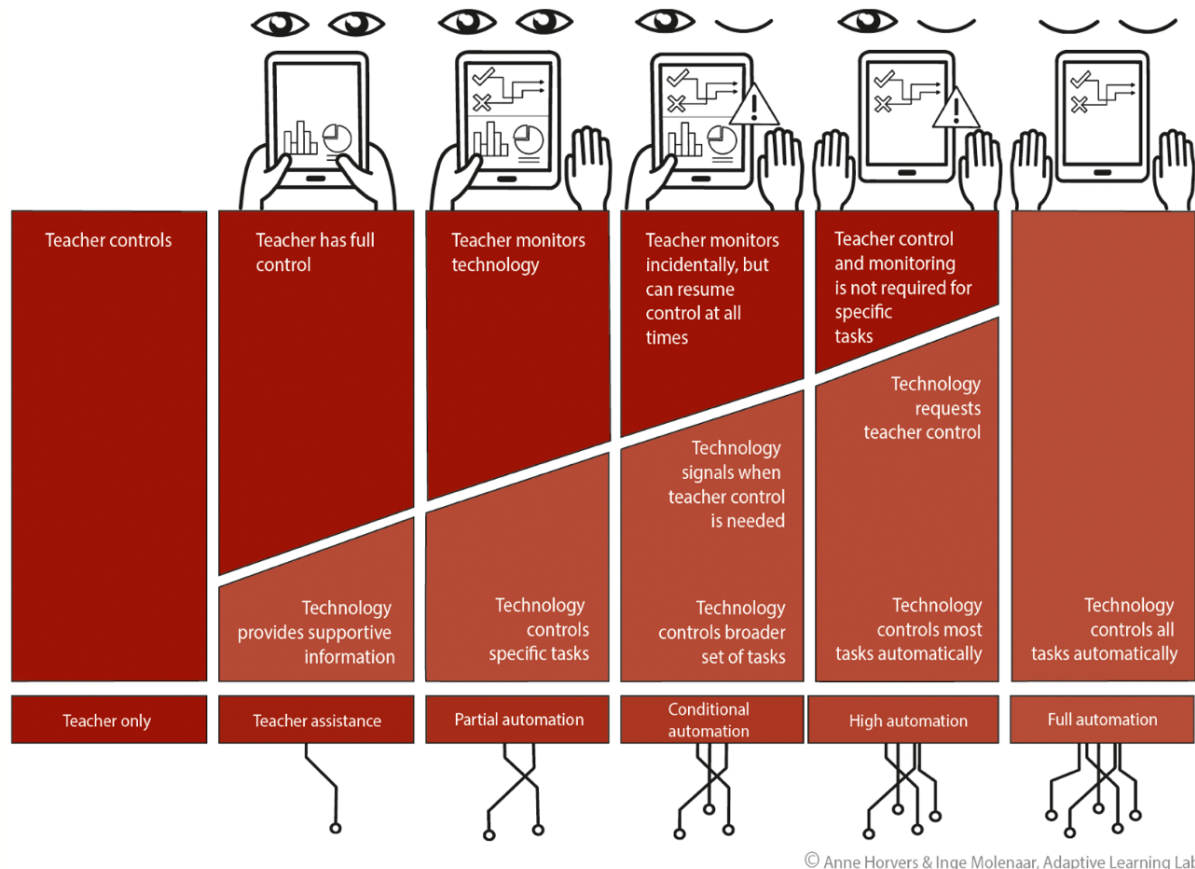 Teacher controls
Teacher has full
control
Teacher monitors
technology
Teacher monitors
incidentally, but
can resume
control at all
times
Teacher control
and monitoring
is not required for
specific
tasks
Technology
provides supportive
information
Technology
controls
specific tasks
Technology
signals when
teacher control
is needed
Technology
controls broader
set of tasks
Technology
requests
teacher control
Technology
controls most
tasks automatically
Technology
controls all
tasks automatically
Teacher only
Teacher assistance
Partial automation
Conditional
automation
High automation
Full automation
© Anne Horvers & Inge Molenaar, Adaptive Learning Lab